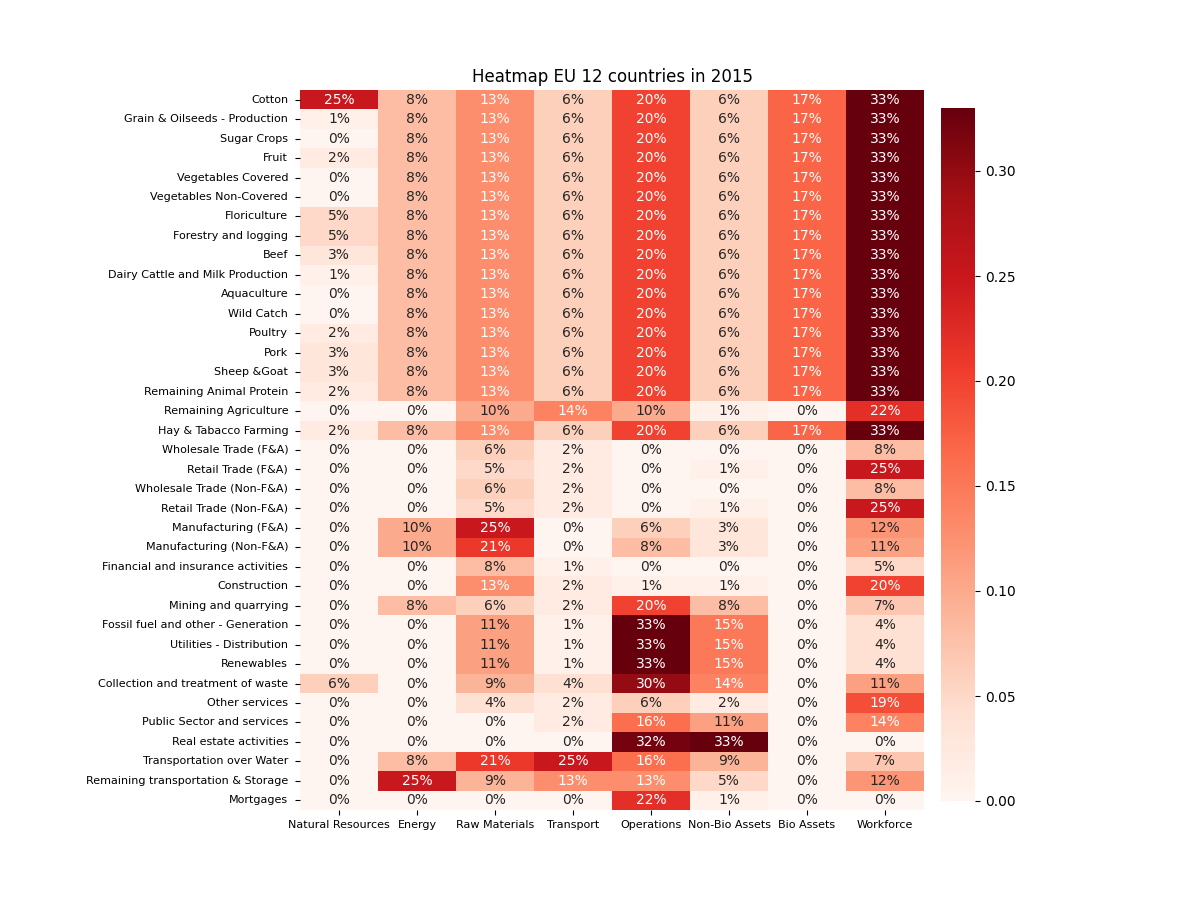 Heatmap EU 12 countries in 2015
Cotton 25% 8% 13% 6% 20% 6% 17% 33%
Grain & Oilseeds - Production 1% 8% 13% 6% 20% 6% 17% 33%
Sugar Crops 0% 8% 13% 6% 20% 6% 17% 33%
Fruit 2% 8% 13% 6% 20% 6% 17% 33%
Vegetables Covered 0% 8% 13% 6% 20% 6% 17% 33%
Vegetables Non-Covered 0% 8% 13% 6% 20% 6% 17% 33%
Floriculture 5% 8% 13% 6% 20% 6% 17% 33%
Forestry and logging 5% 8% 13% 6% 20% 6% 17% 33%
Beef 3% 8% 13% 6% 20% 6% 17% 33%
Dairy Cattle and Milk Production 1% 8% 13% 6% 20% 6% 17% 33%
Aquaculture 0% 8% 13% 6% 20% 6% 17% 33%
Wild Catch 0% 8% 13% 6% 20% 6% 17% 33%
Poultry 2% 8% 13% 6% 20% 6% 17% 33%
Pork 3% 8% 13% 6% 20% 6% 17% 33%
Sheep &Goat 3% 8% 13% 6% 20% 6% 17% 33%
Remaining Animal Protein 2% 8% 13% 6% 20% 6% 17% 33%
Remaining Agriculture 0% 0% 10% 14% 10% 1% 0% 22%
Hay & Tabacco Farming 2% 8% 13% 6% 20% 6% 17% 33%
Wholesale Trade (F&A) 0% 0% 6% 2% 0% 0% 0% 8%
Retail Trade (F&A) 0% 0% 5% 2% 0% 1% 0% 25%
Wholesale Trade (Non-F&A) 0% 0% 6% 2% 0% 0% 0% 8%
Retail Trade (Non-F&A) 0% 0% 5% 2% 0% 1% 0% 25%
Manufacturing (F&A) 0% 10% 25% 0% 6% 3% 0% 12%
Manufacturing (Non-F&A) 0% 10% 21% 0% 8% 3% 0% 11%
Financial and insurance activities 0% 0% 8% 1% 0% 0% 0% 5%
Construction 0% 0% 13% 2% 1% 1% 0% 20%
Mining and quarrying 0% 8% 6% 2% 20% 8% 0% 7%
Fossil fuel and other - Generation 0% 0% 11% 1% 33% 15% 0% 4%
Utilities - Distribution 0% 0% 11% 1% 33% 15% 0% 4%
Renewables 0% 0% 11% 1% 33% 15% 0% 4%
Collection and treatment of waste 6% 0% 9% 4% 30% 14% 0% 11%
Other services 0% 0% 4% 2% 6% 2% 0% 19%
Public Sector and services 0% 0% 0% 2% 16% 11% 0% 14%
Real estate activities 0% 0% 0% 0% 32% 33% 0% 0%
Transportation over Water 0% 8% 21% 25% 16% 9% 0% 7%
Remaining transportation & Storage 0% 25% 9% 13% 13% 5% 0% 12%
Mortgages 0% 0% 0% 0% 22% 1% 0% 0%
Natural Resources Energy Raw Materials Transport Operations Non-Bio Assets Bio Assets Workforce
0.30
0.25
0.20
0.15
0.10
0.05
0.00